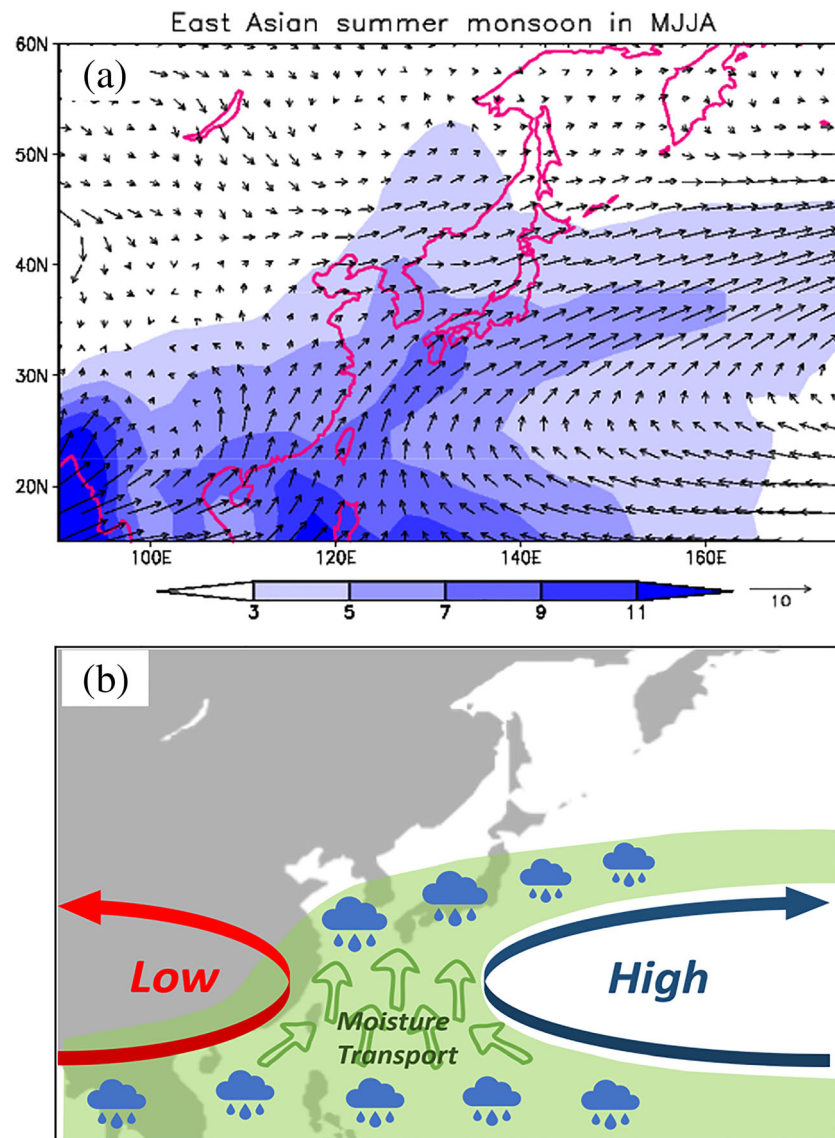 East Asian summer monsoon in MJJA
(a)
60N
50N
40N
30N
20N
100E 120E 140E 160E
3 5 7 9 11 10
(b)
Low High
Moisture
Transport